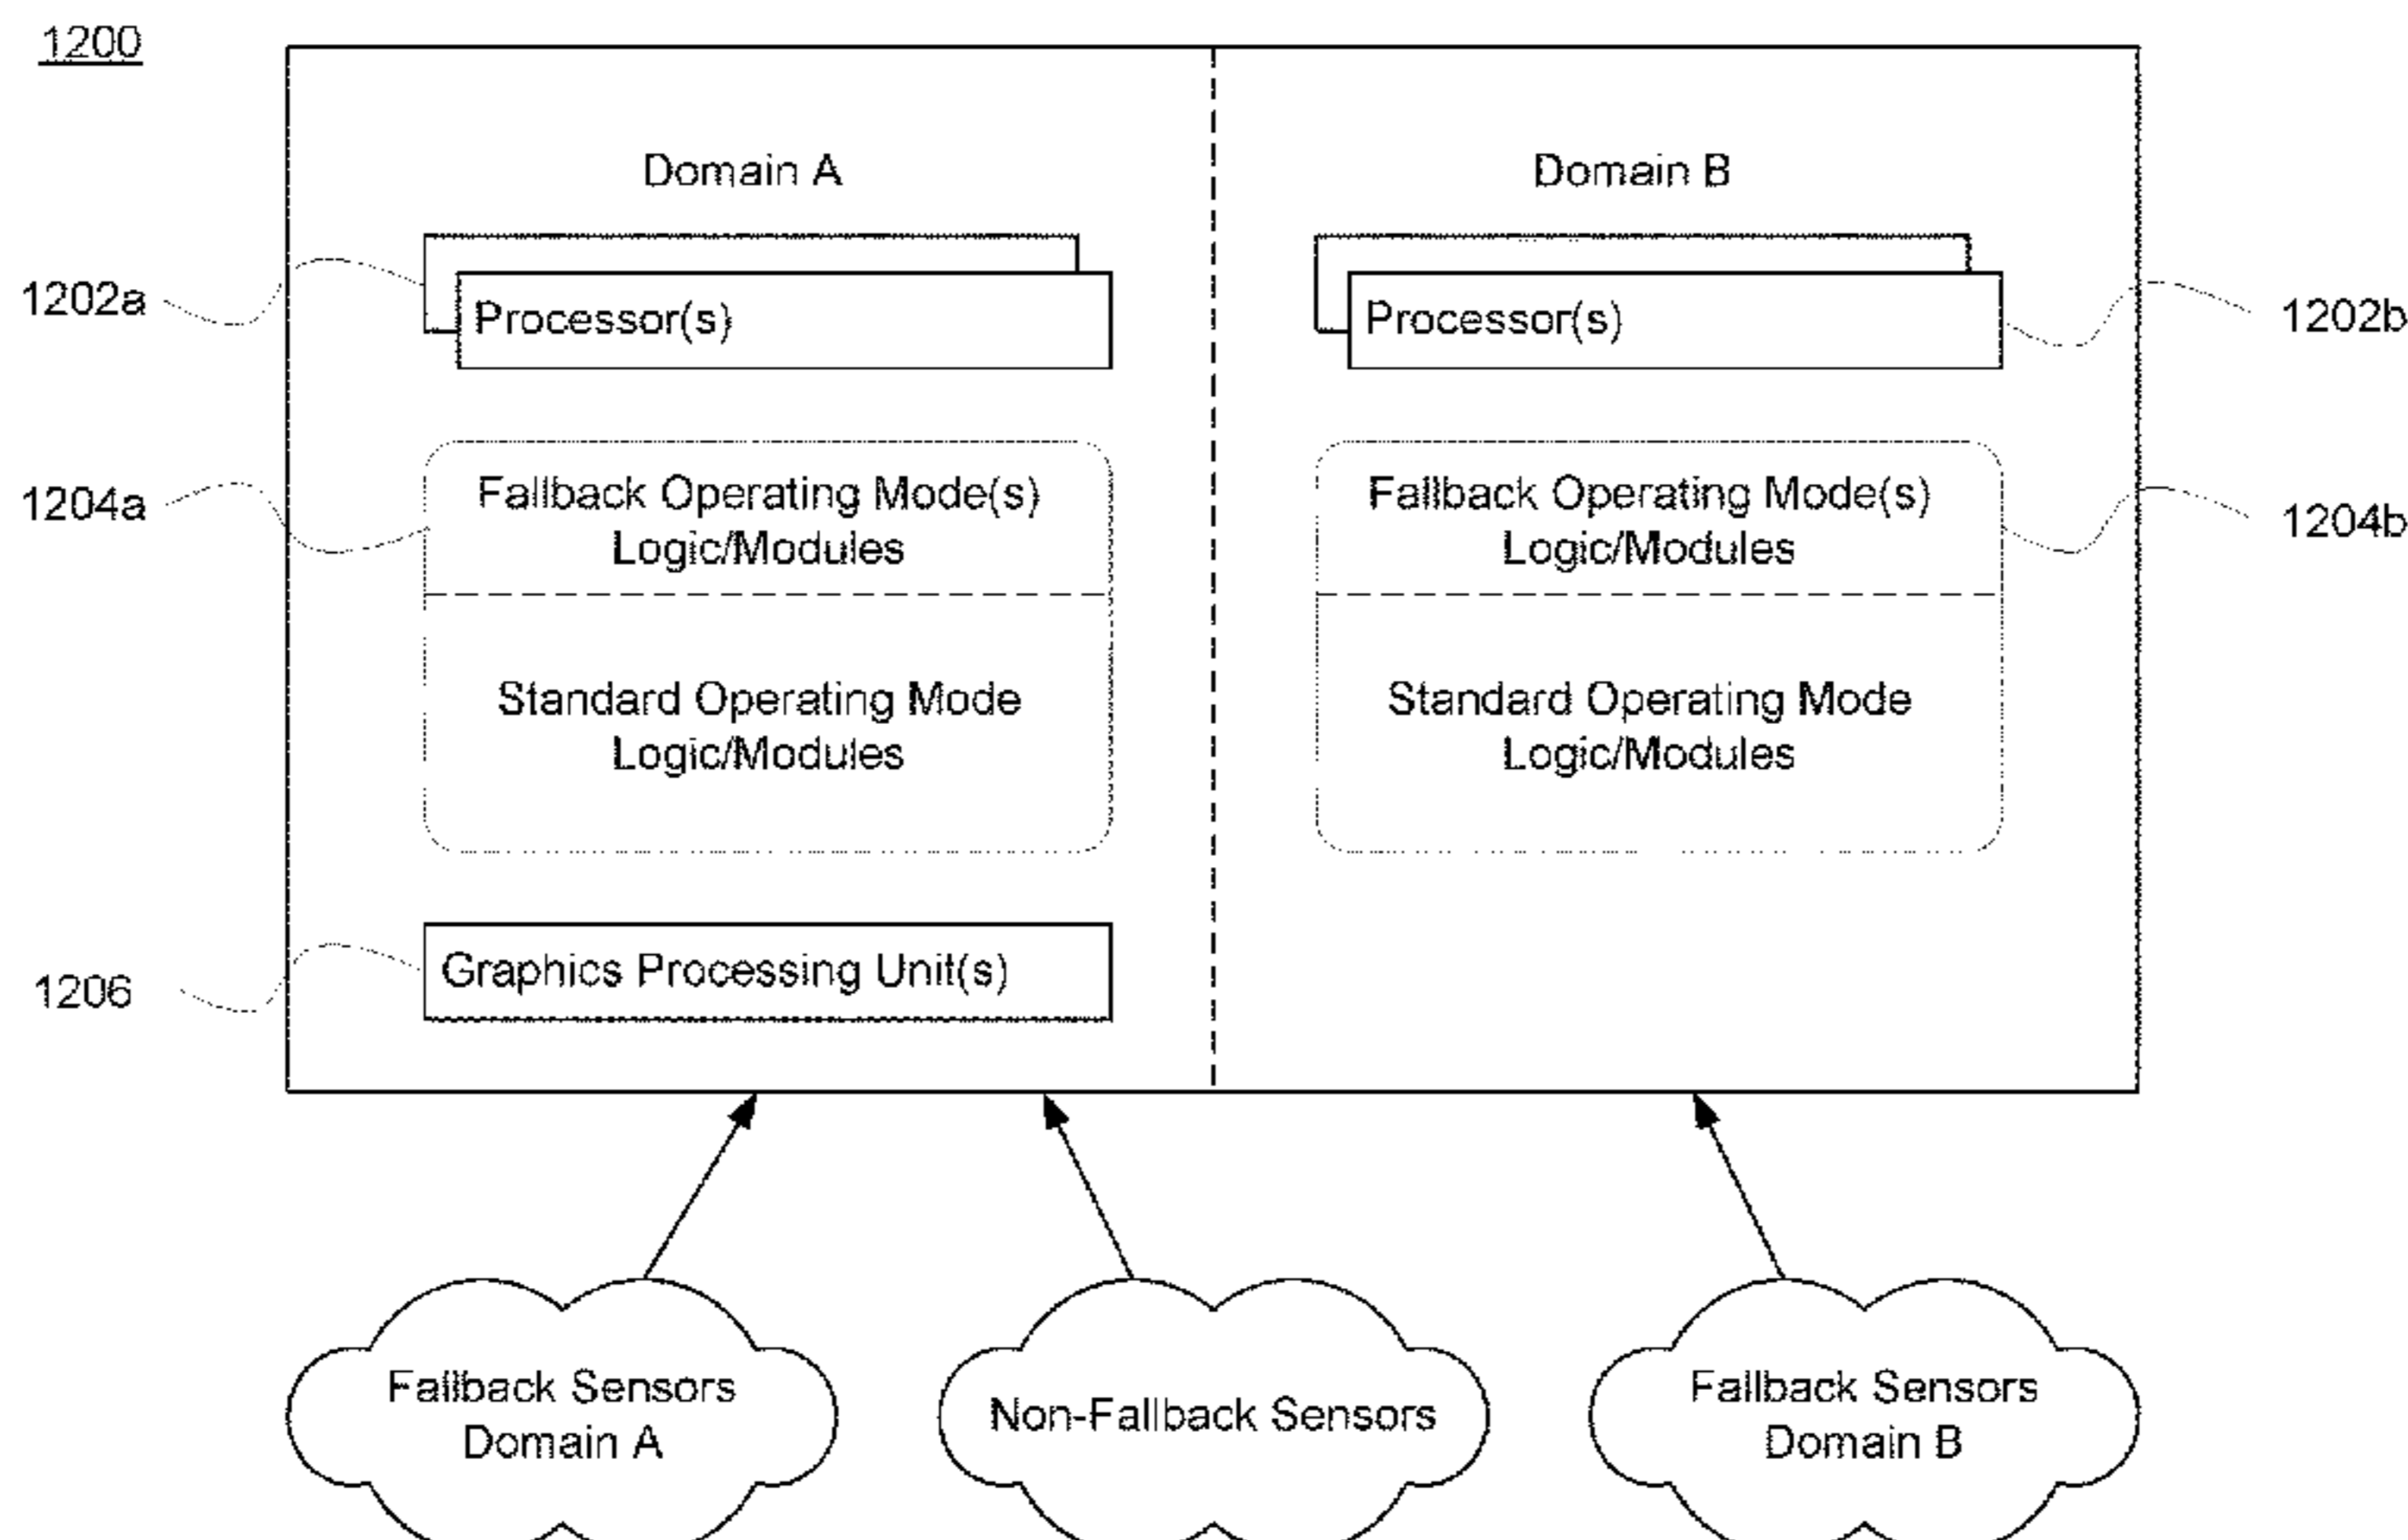 1200
Domain A
Domain B
1202a
Processor(s)
Processor(s)
1202b
1204a
Fallback Operating Mode(s)
Logic/Modules
Fallback Operating Mode(s)
Logic/Modules
1204b
Standard Operating Mode
Logic/Modules
Standard Operating Mode
Logic/Modules
1206
Graphics Processing Unit(s)
Fallback Sensors
Domain A
Non-Fallback Sensors
Fallback Sensors
Domain B